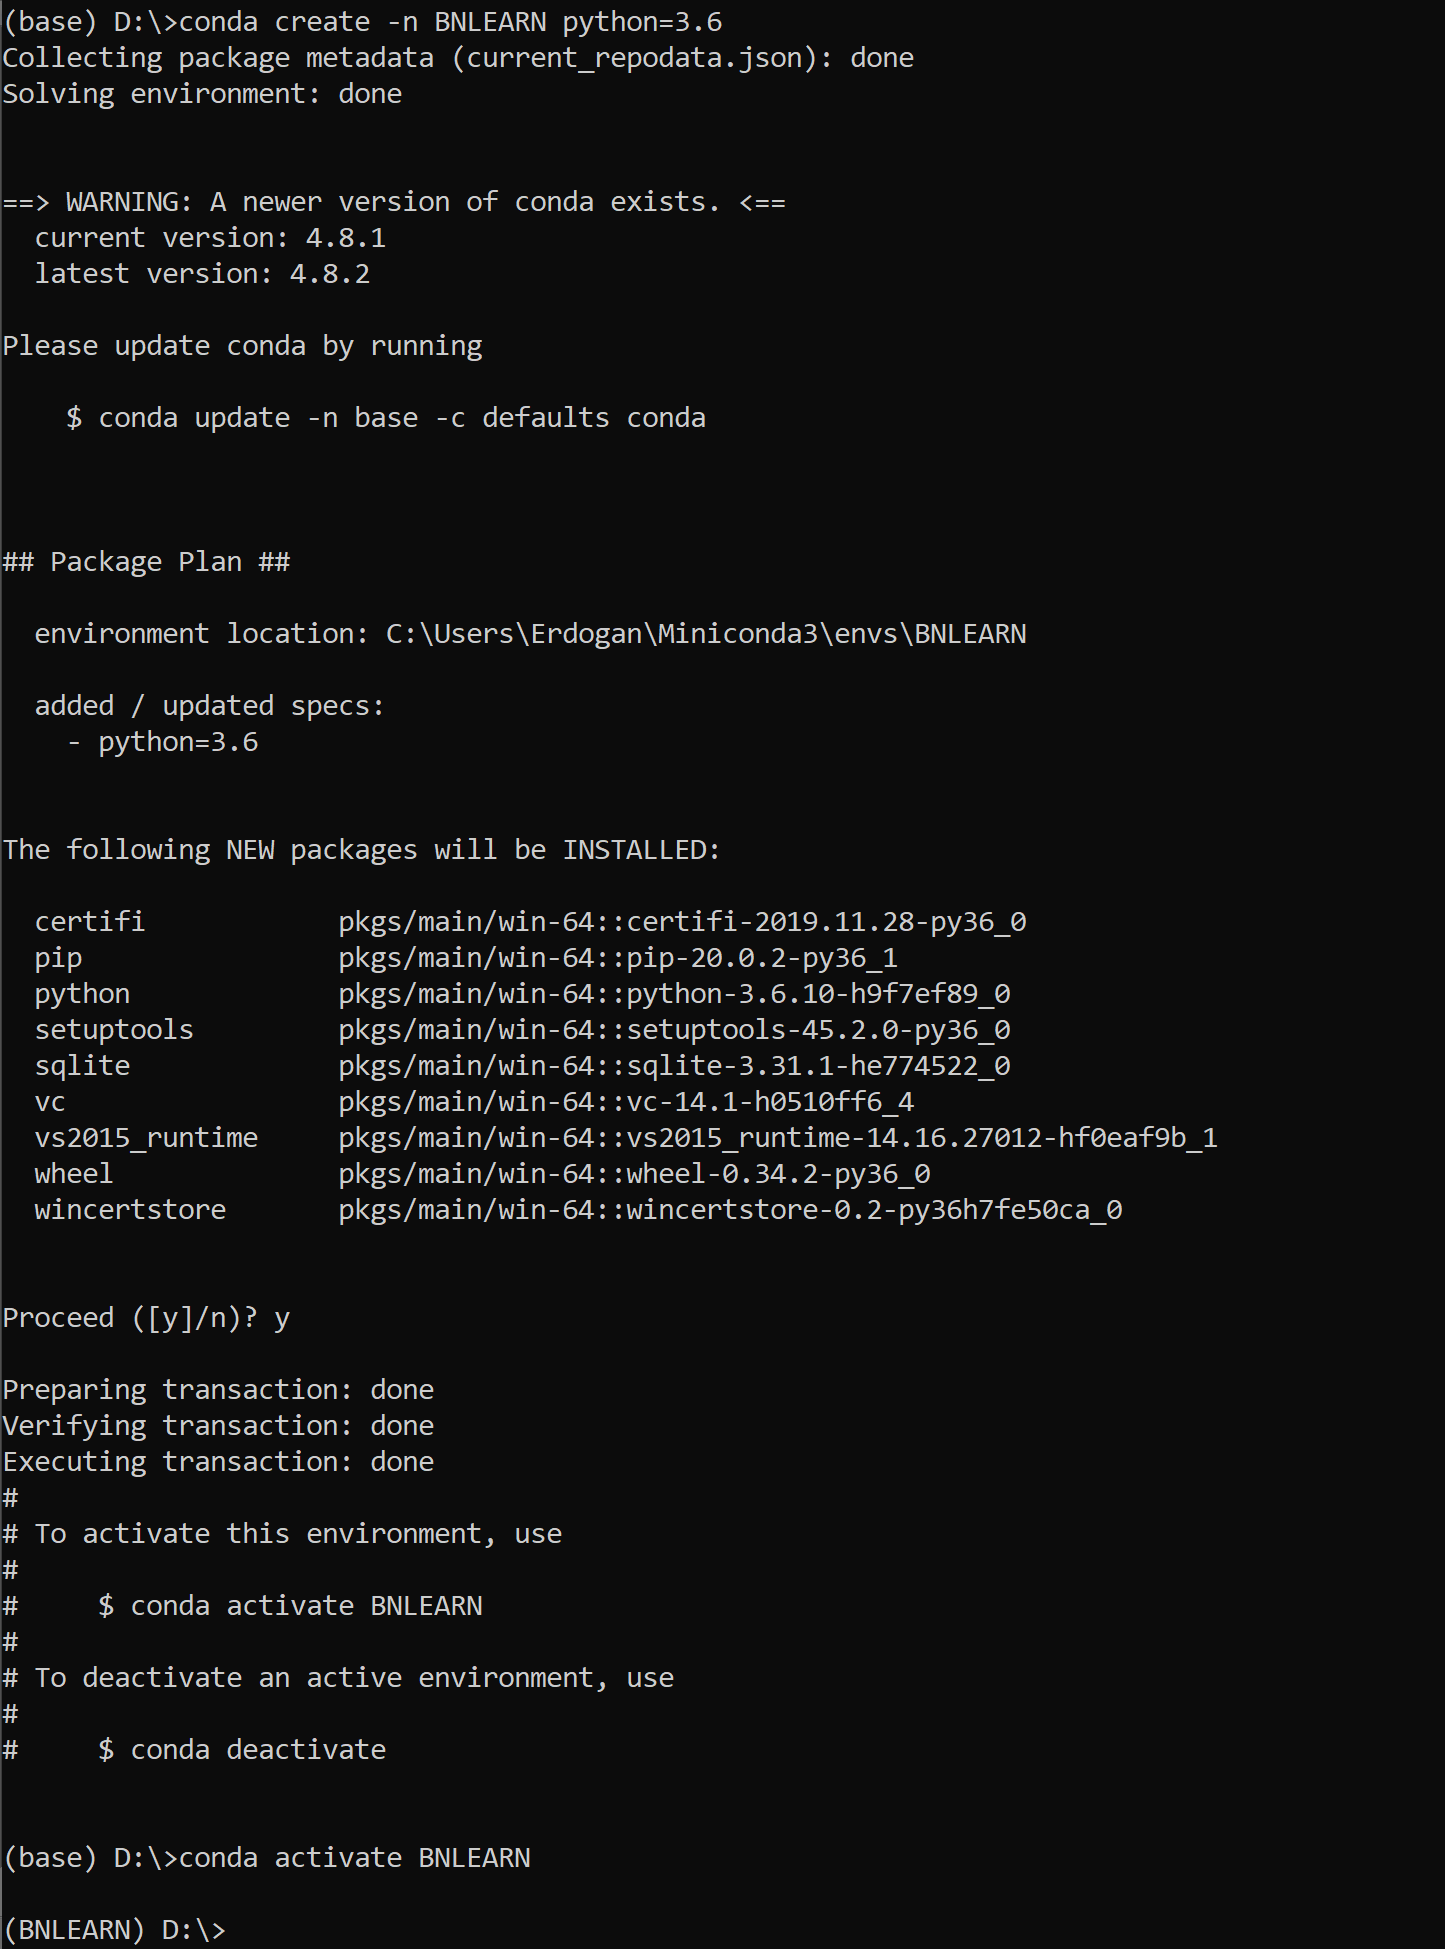 (base) D:\>conda create -n BNLEARN python=3.6
Collecting package metadata (current_repodata.json): done
Solving environment: done
==> WARNING: A newer version of conda exists. <==
  current version: 4.8.1
  latest version: 4.8.2
Please update conda by running
    $ conda update -n base -c defaults conda
## Package Plan ##
  environment location: C:\Users\Erdogan\Miniconda3\envs\BNLEARN
  added / updated specs:
    - python=3.6
The following NEW packages will be INSTALLED:
  certifi            pkgs/main/win-64::certifi-2019.11.28-py36_0
  pip                pkgs/main/win-64::pip-20.0.2-py36_1
  python             pkgs/main/win-64::python-3.6.10-h9f7ef89_0
  setuptools         pkgs/main/win-64::setuptools-45.2.0-py36_0
  sqlite             pkgs/main/win-64::sqlite-3.31.1-he774522_0
  vc                 pkgs/main/win-64::vc-14.1-h0510ff6_4
  vs2015_runtime     pkgs/main/win-64::vs2015_runtime-14.16.27012-hf0eaf9b_1
  wheel              pkgs/main/win-64::wheel-0.34.2-py36_0
  wincertstore       pkgs/main/win-64::wincertstore-0.2-py36h7fe50ca_0
Proceed ([y]/n)? y
Preparing transaction: done
Verifying transaction: done
Executing transaction: done
#
# To activate this environment, use
#
#     $ conda activate BNLEARN
#
# To deactivate an active environment, use
#
#     $ conda deactivate
(base) D:\>conda activate BNLEARN
(BNLEARN) D:\>